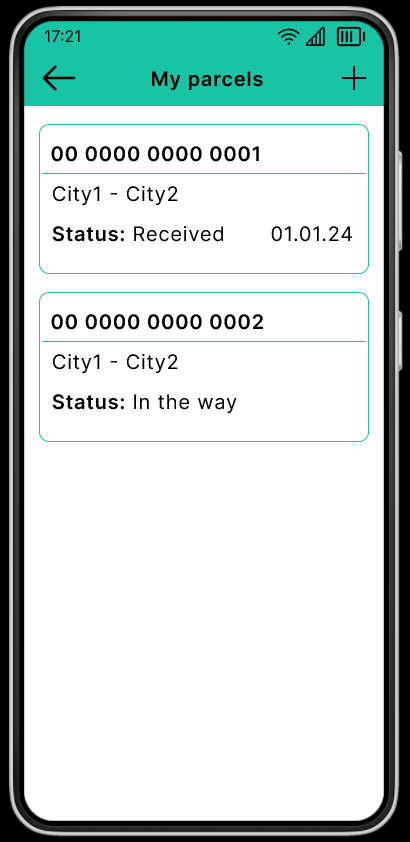 17:21
My parcels
00 0000 0000 0001
City1 - City2
Status: Received 01.01.24
00 0000 0000 0002
City1 - City2
Status: In the way